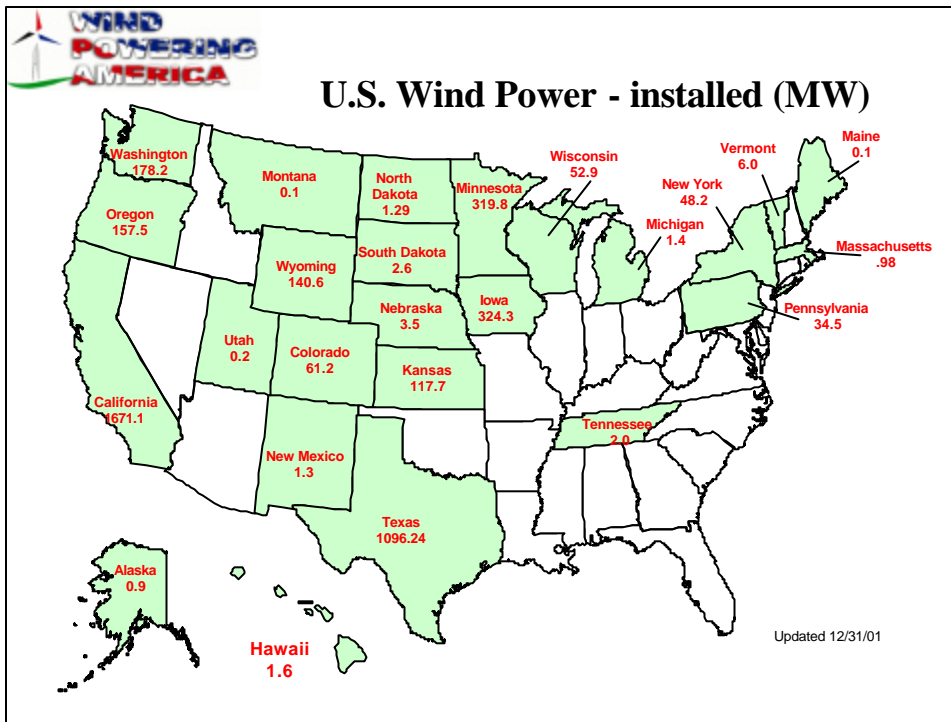 WIND
POWERING
AMERICA
U.S. Wind Power - installed (MW)
Washington
178.2
Oregon
157.5
California
1671.1
Montana
0.1
Wyoming
140.6
Utah
0.2
Colorado
61.2
New Mexico
1.3
North
Dakota
1.29
South Dakota
2.6
Nebraska
3.5
Kansas
117.7
Texas
1096.24
Minnesota
319.8
Iowa
324.3
Wisconsin
52.9
Michigan
1.4
Tennessee
2.0
Vermont
6.0
New York
48.2
Maine
0.1
Massachusetts
.98
Pennsylvania
34.5
Alaska
0.9
Hawaii
1.6
Updated 12/31/01